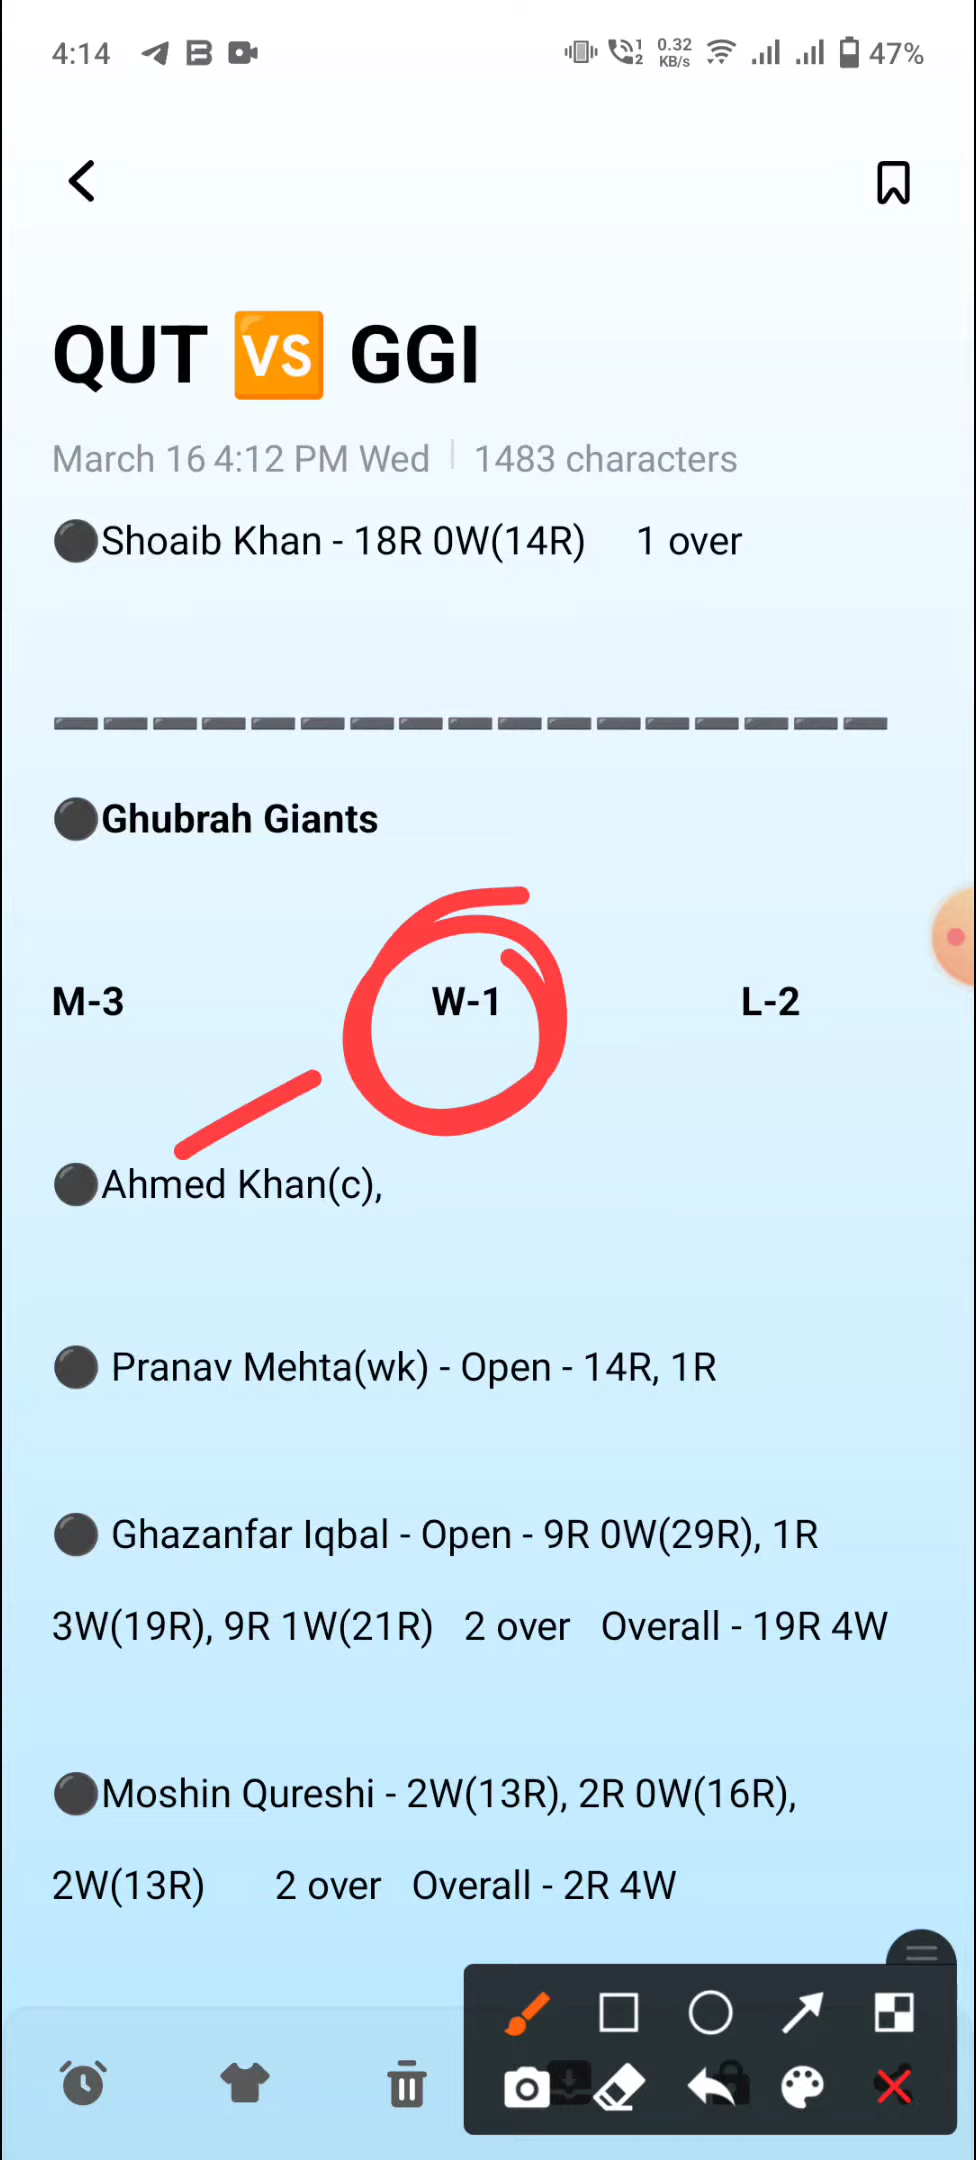 4:14 1 2 0.32 KB/s 47%
QUT VS GGI
March 16 4:12 PM Wed | 1483 characters
Shoaib Khan - 18R 0W(14R) 1 over
Ghubrah Giants
M-3 W-1 L-2
Ahmed Khan(c),
Pranav Mehta(wk) - Open - 14R, 1R
Ghazanfar Iqbal - Open - 9R 0W(29R), 1R
3W(19R), 9R 1W(21R) 2 over Overall - 19R 4W
Moshin Qureshi - 2W(13R), 2R 0W(16R),
2W(13R) 2 over Overall - 2R 4W